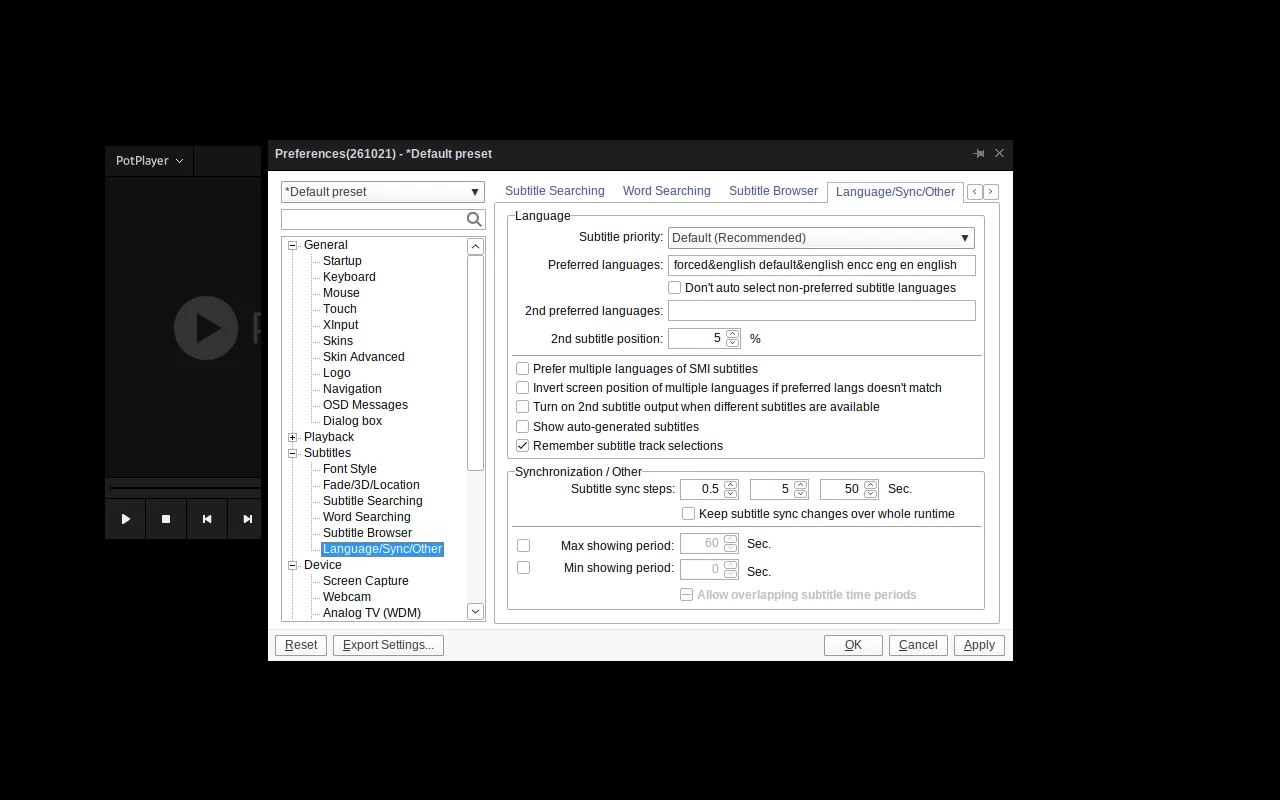 PotPlayer
Preferences(261021) - *Default preset
*Default preset
General
Startup
Keyboard
Mouse
Touch
XInput
Skins
Skin Advanced
Logo
Navigation
OSD Messages
Dialog box
Playback
Subtitles
Font Style
Fade/3D/Location
Subtitle Searching
Word Searching
Subtitle Browser
Language/Sync/Other
Device
Screen Capture
Webcam
Analog TV (WDM)
Subtitle Searching Word Searching Subtitle Browser Language/Sync/Other
Language
Subtitle priority: Default (Recommended)
Preferred languages: forced&english default&english encc eng en english
Don't auto select non-preferred subtitle languages
2nd preferred languages:
2nd subtitle position: 5 %
Prefer multiple languages of SMI subtitles
Invert screen position of multiple languages if preferred langs doesn't match
Turn on 2nd subtitle output when different subtitles are available
Show auto-generated subtitles
Remember subtitle track selections
Synchronization / Other
Subtitle sync steps: 0.5 5 50 Sec.
Keep subtitle sync changes over whole runtime
Max showing period: 60 Sec.
Min showing period: 0 Sec.
Allow overlapping subtitle time periods
Reset Export Settings... OK Cancel Apply